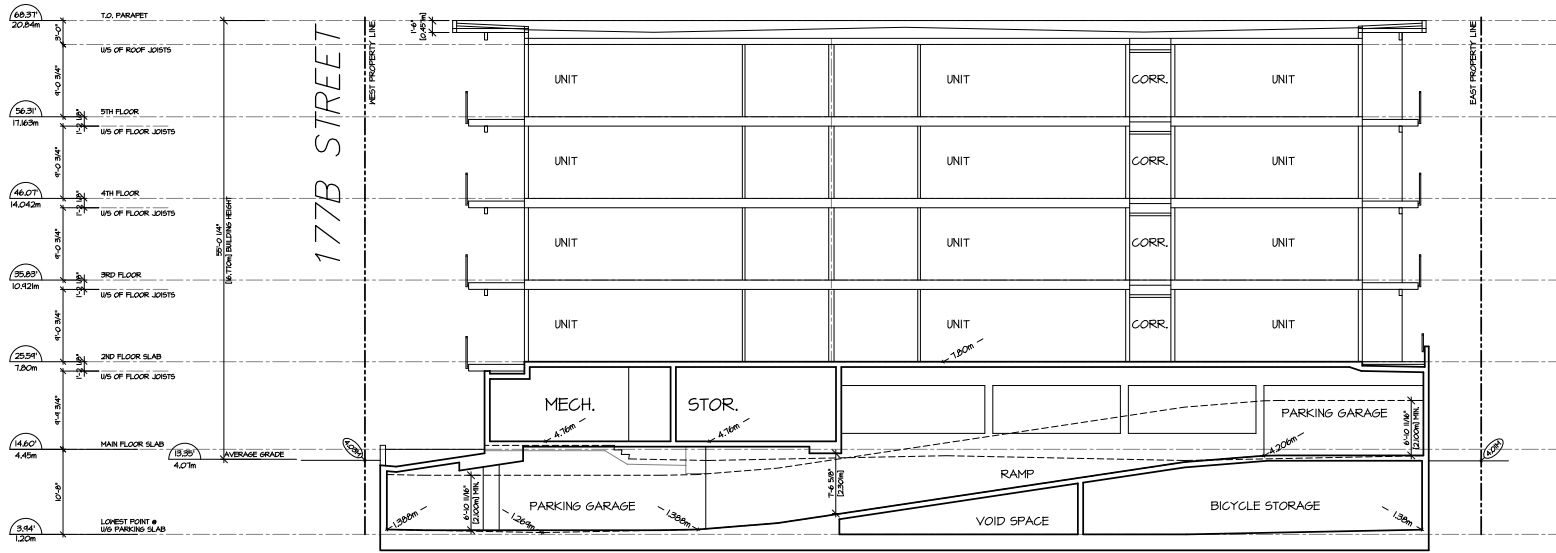 68.37'
20.84m
T.O. PARAPET
3'-0"
U/S OF ROOF JOISTS
9'-0 3/4"
56.31'
17.163m
5TH FLOOR
1'-2 1/8"
U/S OF FLOOR JOISTS
9'-0 3/4"
46.07'
14.042m
4TH FLOOR
1'-2 1/8"
U/S OF FLOOR JOISTS
9'-0 3/4"
35.83'
10.921m
3RD FLOOR
1'-2 1/8"
U/S OF FLOOR JOISTS
9'-0 3/4"
25.59'
7.80m
2ND FLOOR SLAB
1'-2 1/8"
U/S OF FLOOR JOISTS
9'-9 3/4"
14.60'
4.45m
MAIN FLOOR SLAB
13.35'
4.07m
AVERAGE GRADE
10'-8"
3.94'
1.20m
LOWEST POINT @
U/G PARKING SLAB
55'-0 1/4"
[16.770m] BUILDING HEIGHT
177B STREET
WEST PROPERTY LINE
1'-6"
[0.457m]
EAST PROPERTY LINE
UNIT
UNIT
CORR.
UNIT
UNIT
UNIT
CORR.
UNIT
UNIT
UNIT
CORR.
UNIT
UNIT
UNIT
CORR.
UNIT
7.80m
MECH.
STOR.
4.76m
4.76m
PARKING GARAGE
6'-10 11/16"
[2.100m] MIN.
4.206m
RAMP
7'-6 5/8"
[2.30m]
6'-10 11/16"
[2.100m] MIN.
PARKING GARAGE
1.388m
1.269m
1.388m
VOID SPACE
BICYCLE STORAGE
1.38m